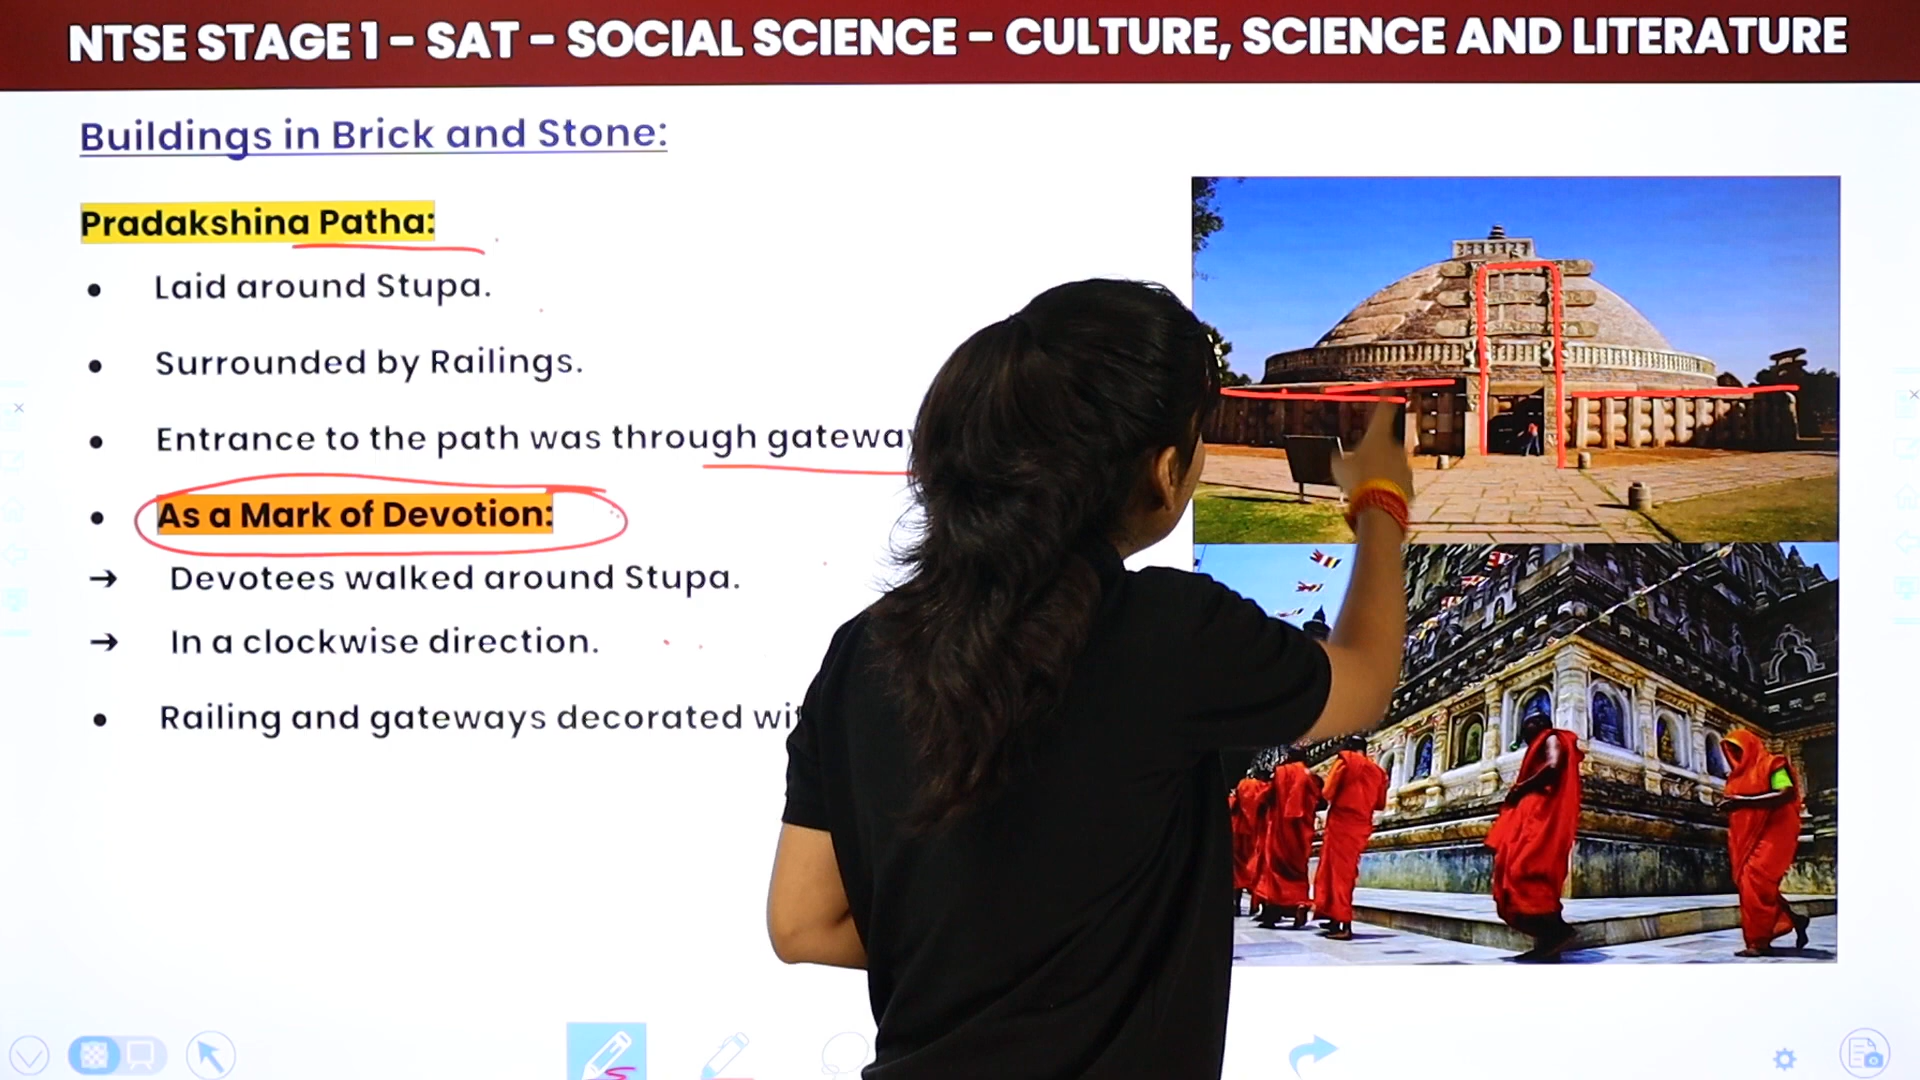 NTSE STAGE 1 - SAT - SOCIAL SCIENCE - CULTURE, SCIENCE AND LITERATURE
Buildings in Brick and Stone:
Pradakshina Patha:
• Laid around Stupa.
• Surrounded by Railings.
• Entrance to the path was through
• As a Mark of Devotion:
→ Devotees walked around Stupa.
→ In a clockwise direction.
• Railing and gateways decorated